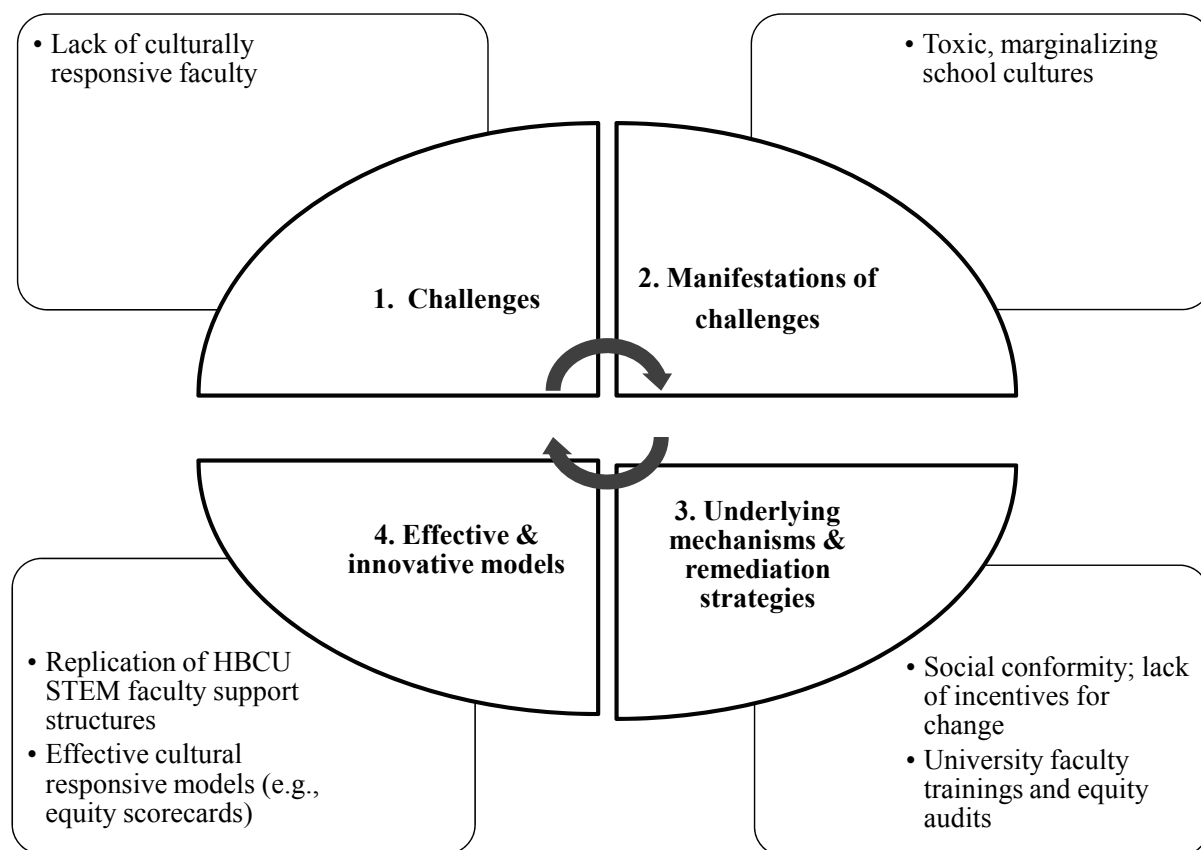 • Lack of culturally
responsive faculty
• Toxic, marginalizing
school cultures
1. Challenges
2. Manifestations of
challenges
4. Effective &
innovative models
3. Underlying
mechanisms &
remediation
strategies
• Replication of HBCU
STEM faculty support
structures
• Effective cultural
responsive models (e.g.,
equity scorecards)
• Social conformity; lack
of incentives for
change
• University faculty
trainings and equity
audits